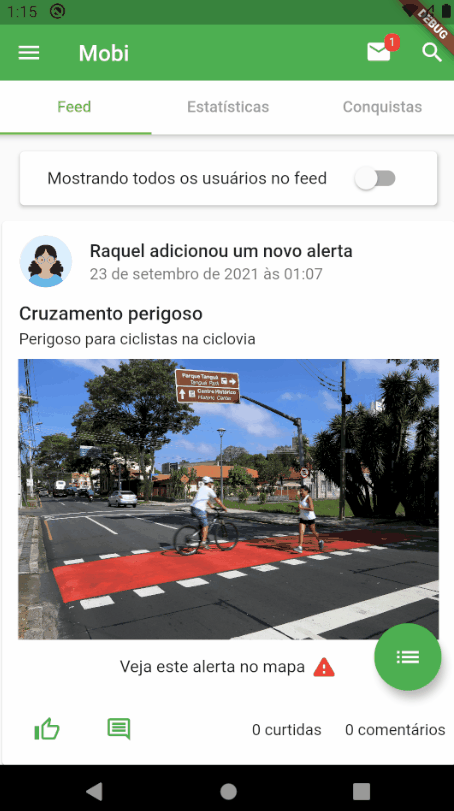 1:15
4
DEBUG
Mobi
1
Feed
Estatísticas
Conquistas
Mostrando todos os usuários no feed
Raquel adicionou um novo alerta
23 de setembro de 2021 às 01:07
Cruzamento perigoso
Perigoso para ciclistas na ciclovia
Parque Tanguá
Tanguá Park
Centro Histórico
Historic Center
Veja este alerta no mapa
0 curtidas
0 comentários